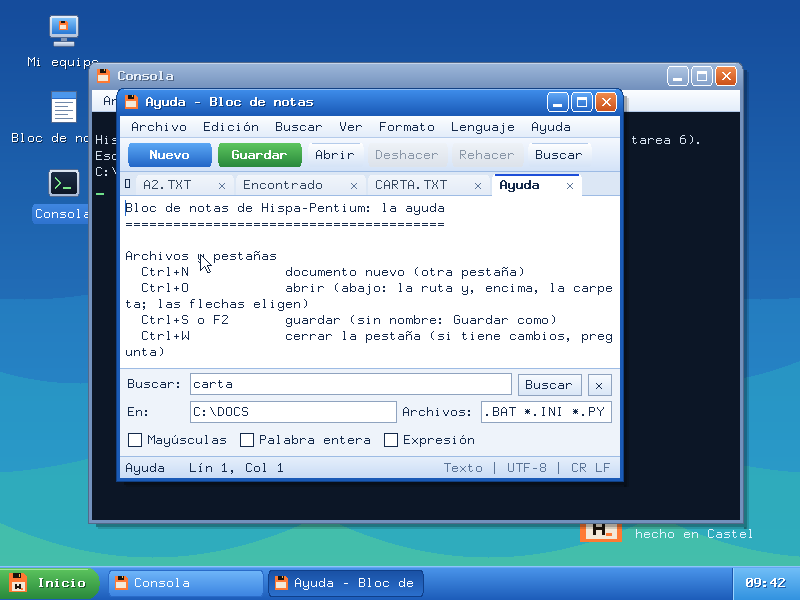 Mi equipo
Bloc de no
Consola
Consola
Ar
His
tarea 6).
Esc
C:\
Ayuda - Bloc de notas
Archivo Edición Buscar Ver Formato Lenguaje Ayuda
Nuevo Guardar Abrir Deshacer Rehacer Buscar
A2.TXT × Encontrado × CARTA.TXT × Ayuda ×
Bloc de notas de Hispa-Pentium: la ayuda
========================================
Archivos y pestañas
Ctrl+N documento nuevo (otra pestaña)
Ctrl+O abrir (abajo: la ruta y, encima, la carpe
ta; las flechas eligen)
Ctrl+S o F2 guardar (sin nombre: Guardar como)
Ctrl+W cerrar la pestaña (si tiene cambios, preg
unta)
Buscar: carta Buscar ×
En: C:\DOCS Archivos: .BAT *.INI *.PY
Mayúsculas Palabra entera Expresión
Ayuda Lín 1, Col 1 Texto | UTF-8 | CR LF
H_ hecho en Castel
Inicio Consola Ayuda - Bloc de 09:42